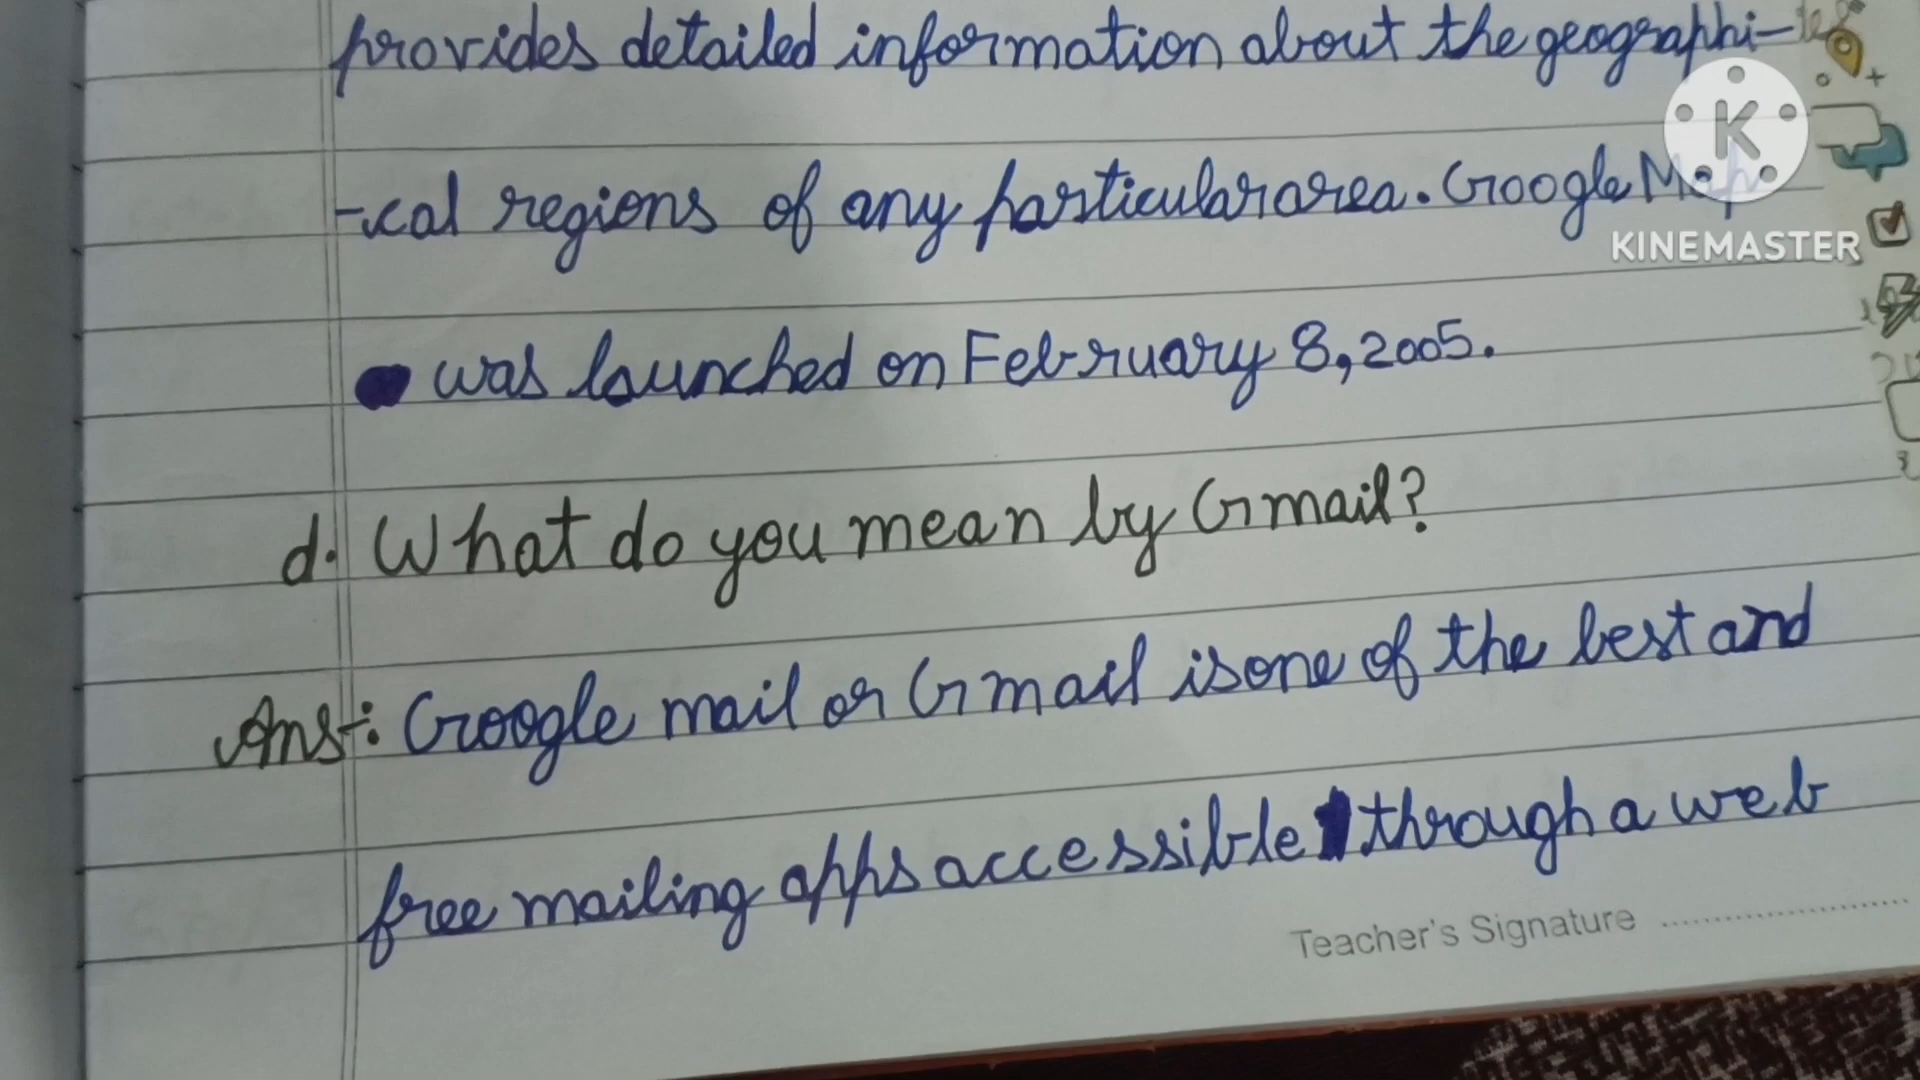 provides detailed information about the geographi-
-ical regions of any particular area. Google Map
was launched on February 8, 2005.
d. What do you mean by Gmail?
Ans-: Google mail or Gmail is one of the best and
free mailing apps accessible through a web
Teacher's Signature
K
KINEMASTER